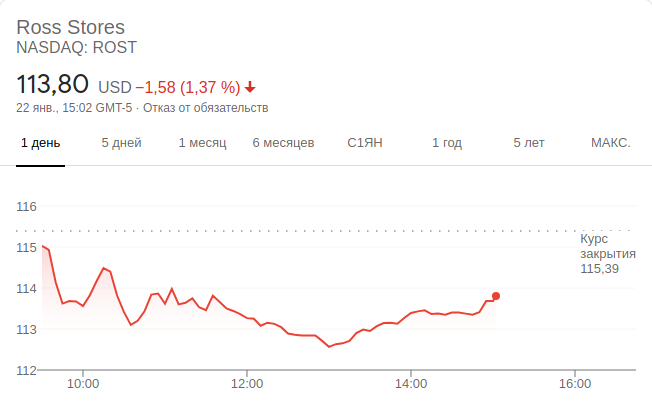 Ross Stores
NASDAQ: ROST
113,80 USD −1,58 (1,37 %)
22 янв., 15:02 GMT-5 · Отказ от обязательств
1 день 5 дней 1 месяц 6 месяцев С1ЯН 1 год 5 лет МАКС.
116
Курс
115 закрытия
115,39
114
113
112
10:00 12:00 14:00 16:00